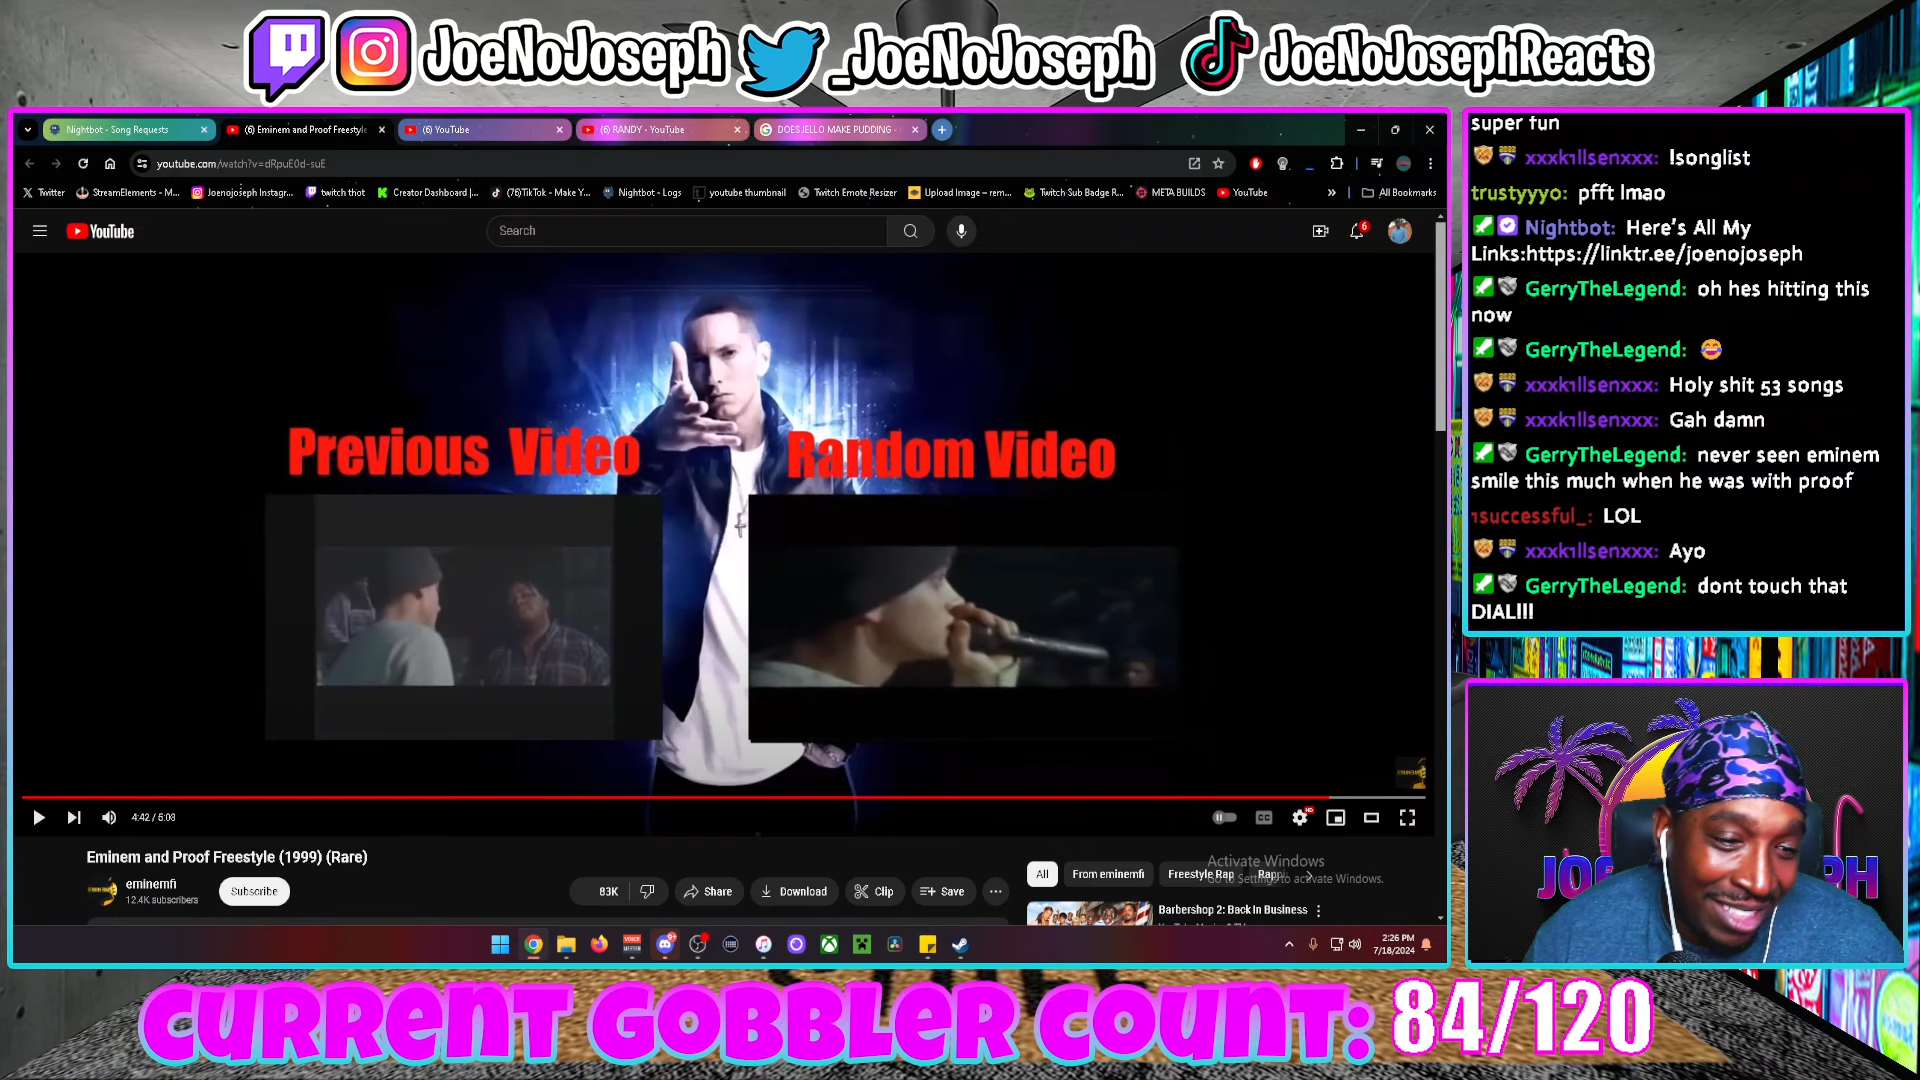 JoeNoJoseph _JoeNoJoseph JoeNoJosephReacts
Nightbot - Song Requests
(6) Eminem and Proof Freestyle
(6) YouTube
(6) RANDY - YouTube
DOES JELLO MAKE PUDDING -
youtube.com/watch?v=dRpuE0d-suE
Twitter StreamElements - M... Joenojoseph Instagr... twitch thot Creator Dashboard |... (76)TikTok - Make Y... Nightbot - Logs youtube thumbnail Twitch Emote Resizer Upload Image – rem... Twitch Sub Badge R... META BUILDS YouTube » All Bookmarks
YouTube
Search
6
Previous Video
Random Video
4:42 / 5:08
CC
HD
Eminem and Proof Freestyle (1999) (Rare)
eminemfi
12.4K subscribers
Subscribe
83K
Share
Download
Clip
Save
All
From eminemfi
Freestyle Rap
Activate Windows
Go to Settings to activate Windows.
Barbershop 2: Back In Business
2:26 PM
7/18/2024
super fun
xxxk1llsenxxx: !songlist
trustyyyo: pfft lmao
Nightbot: Here's All My
Links:https://linktr.ee/joenojoseph
GerryTheLegend: oh hes hitting this
now
GerryTheLegend: 😂
xxxk1llsenxxx: Holy shit 53 songs
xxxk1llsenxxx: Gah damn
GerryTheLegend: never seen eminem
smile this much when he was with proof
1successful_: LOL
xxxk1llsenxxx: Ayo
GerryTheLegend: dont touch that
DIAL!!!
CURRENT GOBBLER COUNT: 84/120